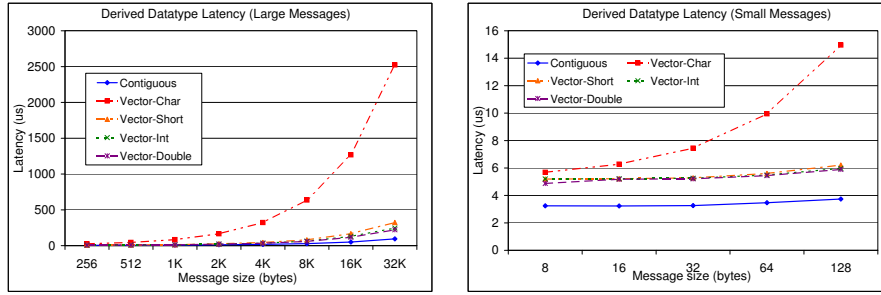 Derived Datatype Latency (Large Messages)
3000
2500
2000
1500
1000
500
0
Latency (us)
Contiguous
Vector-Char
Vector-Short
Vector-Int
Vector-Double
256 512 1K 2K 4K 8K 16K 32K
Message size (bytes)
Derived Datatype Latency (Small Messages)
16
14
12
10
8
6
4
2
0
Latency (us)
Contiguous Vector-Char
Vector-Short Vector-Int
Vector-Double
8 16 32 64 128
Message size (bytes)